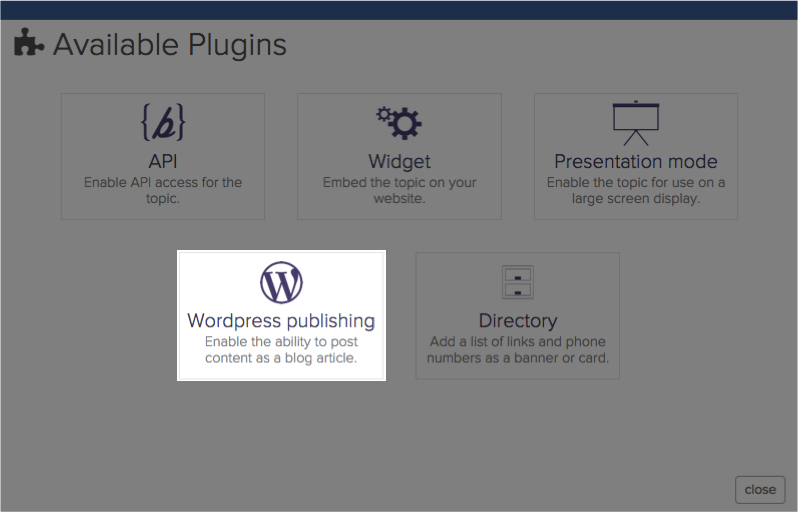 Available Plugins
{b}
API
Enable API access for the
topic.
Widget
Embed the topic on your
website.
Presentation mode
Enable the topic for use on a
large screen display.
W
Wordpress publishing
Enable the ability to post
content as a blog article.
Directory
Add a list of links and phone
numbers as a banner or card.
close